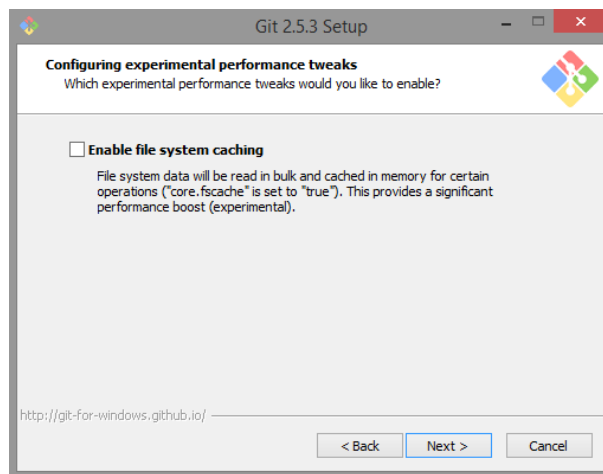 Git 2.5.3 Setup
Configuring experimental performance tweaks
Which experimental performance tweaks would you like to enable?
Enable file system caching
File system data will be read in bulk and cached in memory for certain
operations ("core.fscache" is set to "true"). This provides a significant
performance boost (experimental).
http://git-for-windows.github.io/
< Back
Next >
Cancel